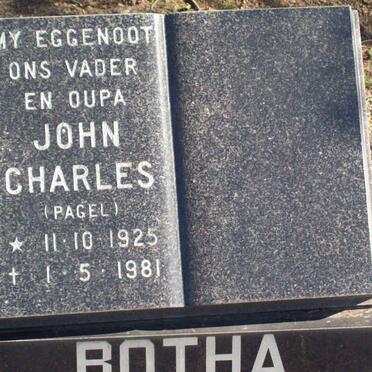 MY EGGENOOT
ONS VADER
EN OUPA
JOHN
CHARLES
(PAGEL)
★ 11·10·1925
† 1·5·1981
BOTHA